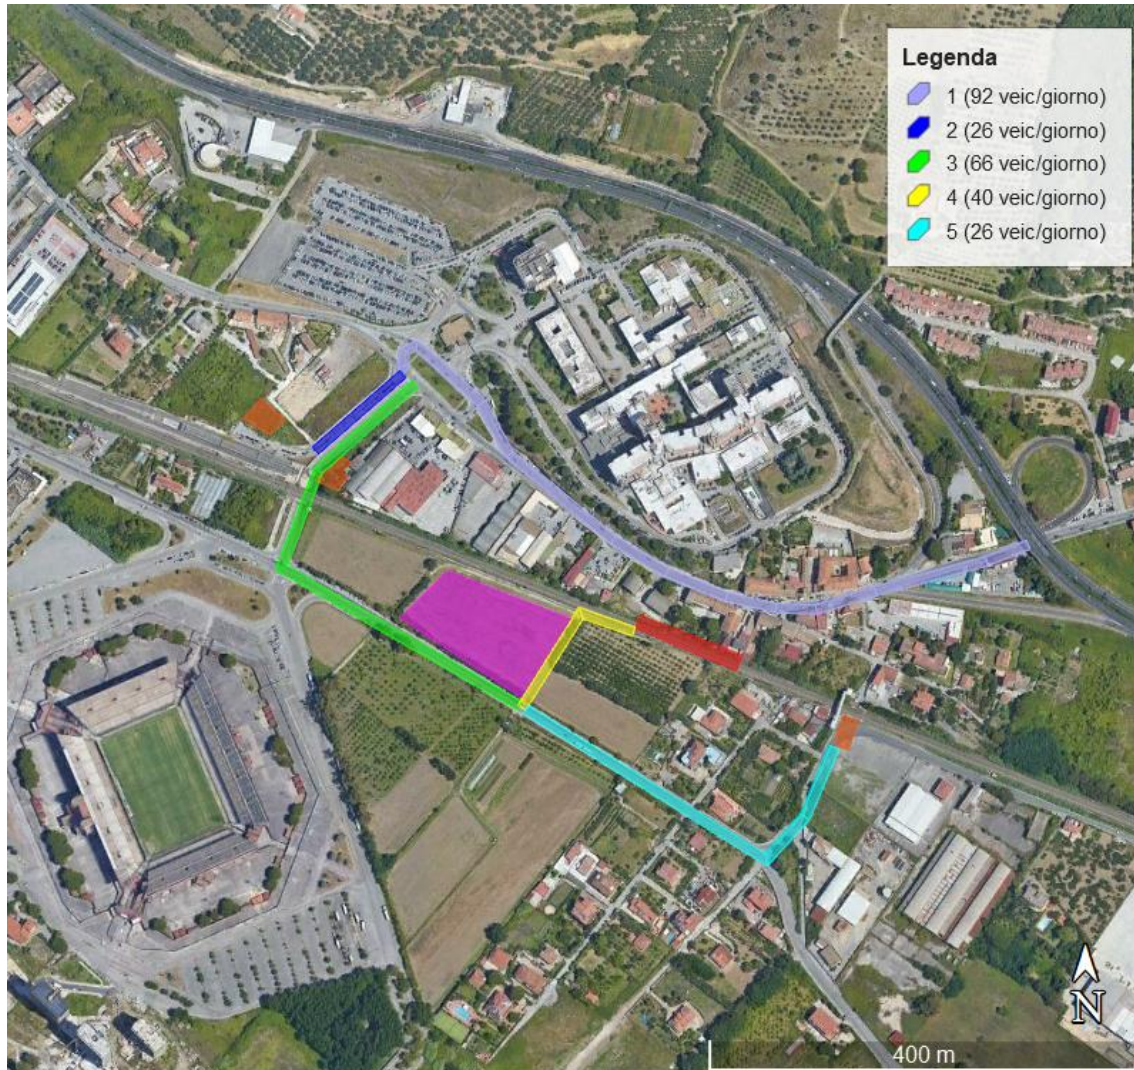 Legenda
1 (92 veic/giorno)
2 (26 veic/giorno)
3 (66 veic/giorno)
4 (40 veic/giorno)
5 (26 veic/giorno)
N
400 m